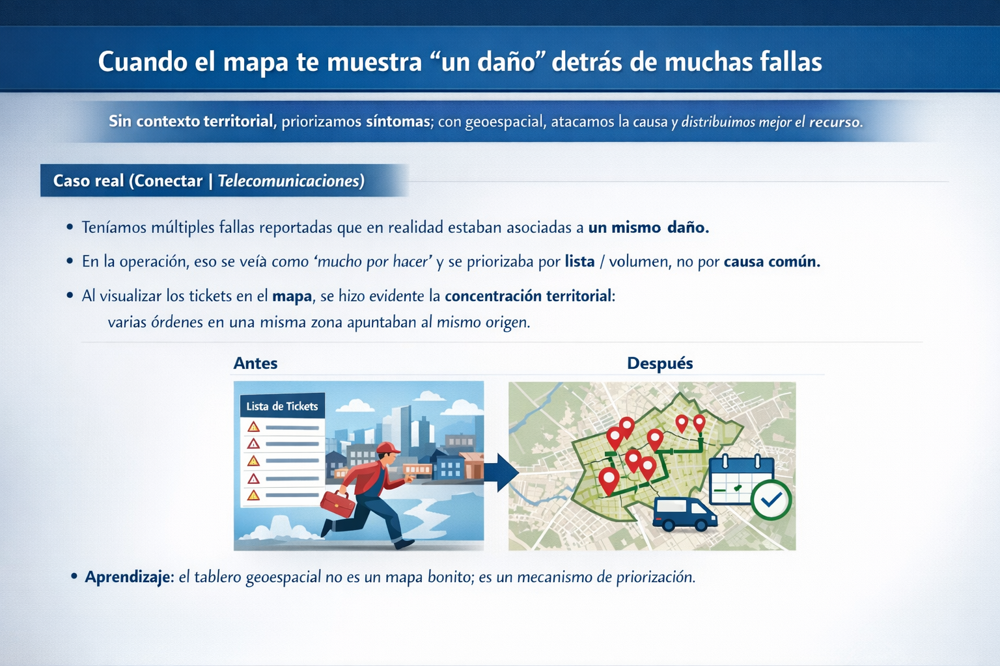 Cuando el mapa te muestra “un daño” detrás de muchas fallas
Sin contexto territorial, priorizamos síntomas; con geoespacial, atacamos la causa y distribuimos mejor el recurso.
Caso real (Conectar | Telecomunicaciones)
• Teníamos múltiples fallas reportadas que en realidad estaban asociadas a un mismo daño.
• En la operación, eso se veìà como ‘mucho por hacer’ y se priorizaba por lista / volumen, no por causa común.
• Al visualizar los tickets en el mapa, se hizo evidente la concentración territorial:
varias órdenes en una misma zona apuntaban al mismo origen.
Antes
Después
Lista de Tickets
• Aprendizaje: el tablero geoespacial no es un mapa bonito; es un mecanismo de priorización.